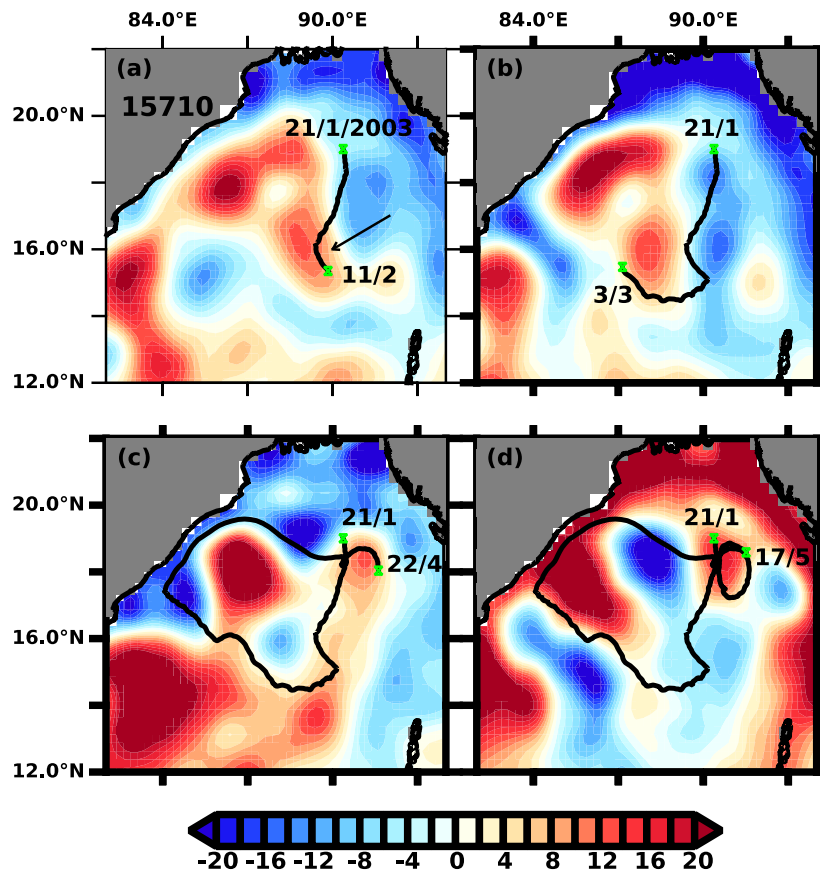 84.0°E 90.0°E 84.0°E 90.0°E
(a) (b)
15710
20.0°N
21/1/2003 21/1
16.0°N
11/2 3/3
12.0°N
(c) (d)
20.0°N
21/1 21/1
22/4 17/5
16.0°N
12.0°N
-20 -16 -12 -8 -4 0 4 8 12 16 20